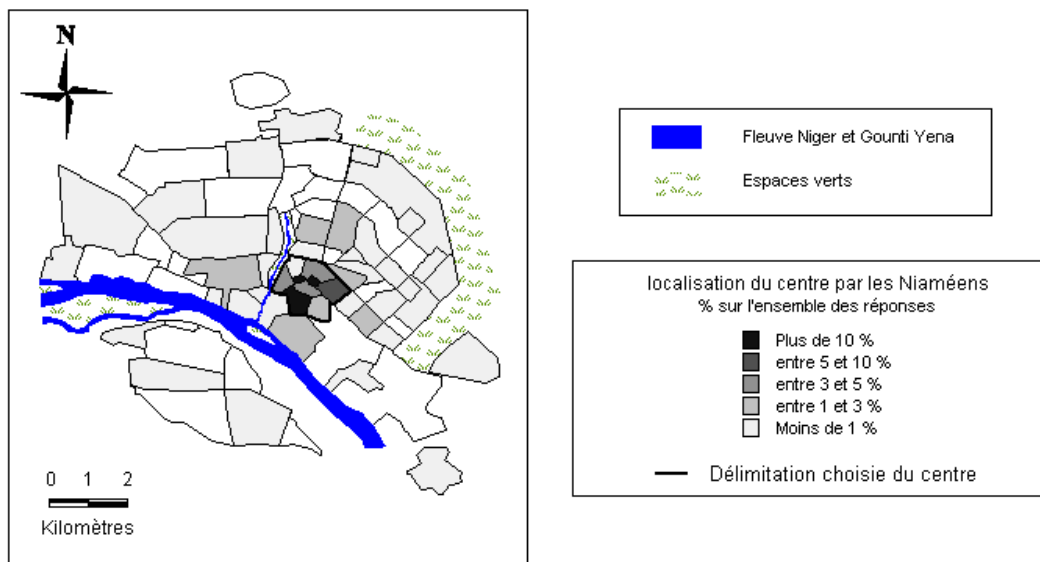 N
0 1 2
Kilomètres
Fleuve Niger et Gounti Yena
Espaces verts
localisation du centre par les Niaméens
% sur l'ensemble des réponses
Plus de 10 %
entre 5 et 10 %
entre 3 et 5 %
entre 1 et 3 %
Moins de 1 %
Délimitation choisie du centre